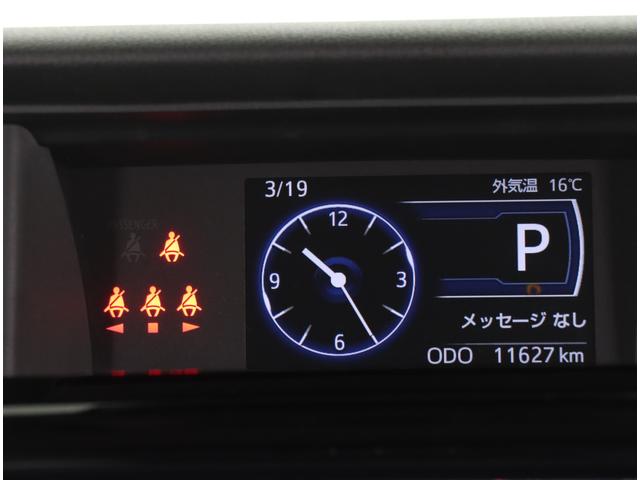 3/19
外気温 16℃
PASSENGER
12
9
3
6
P
メッセージ なし
ODO 11627 km